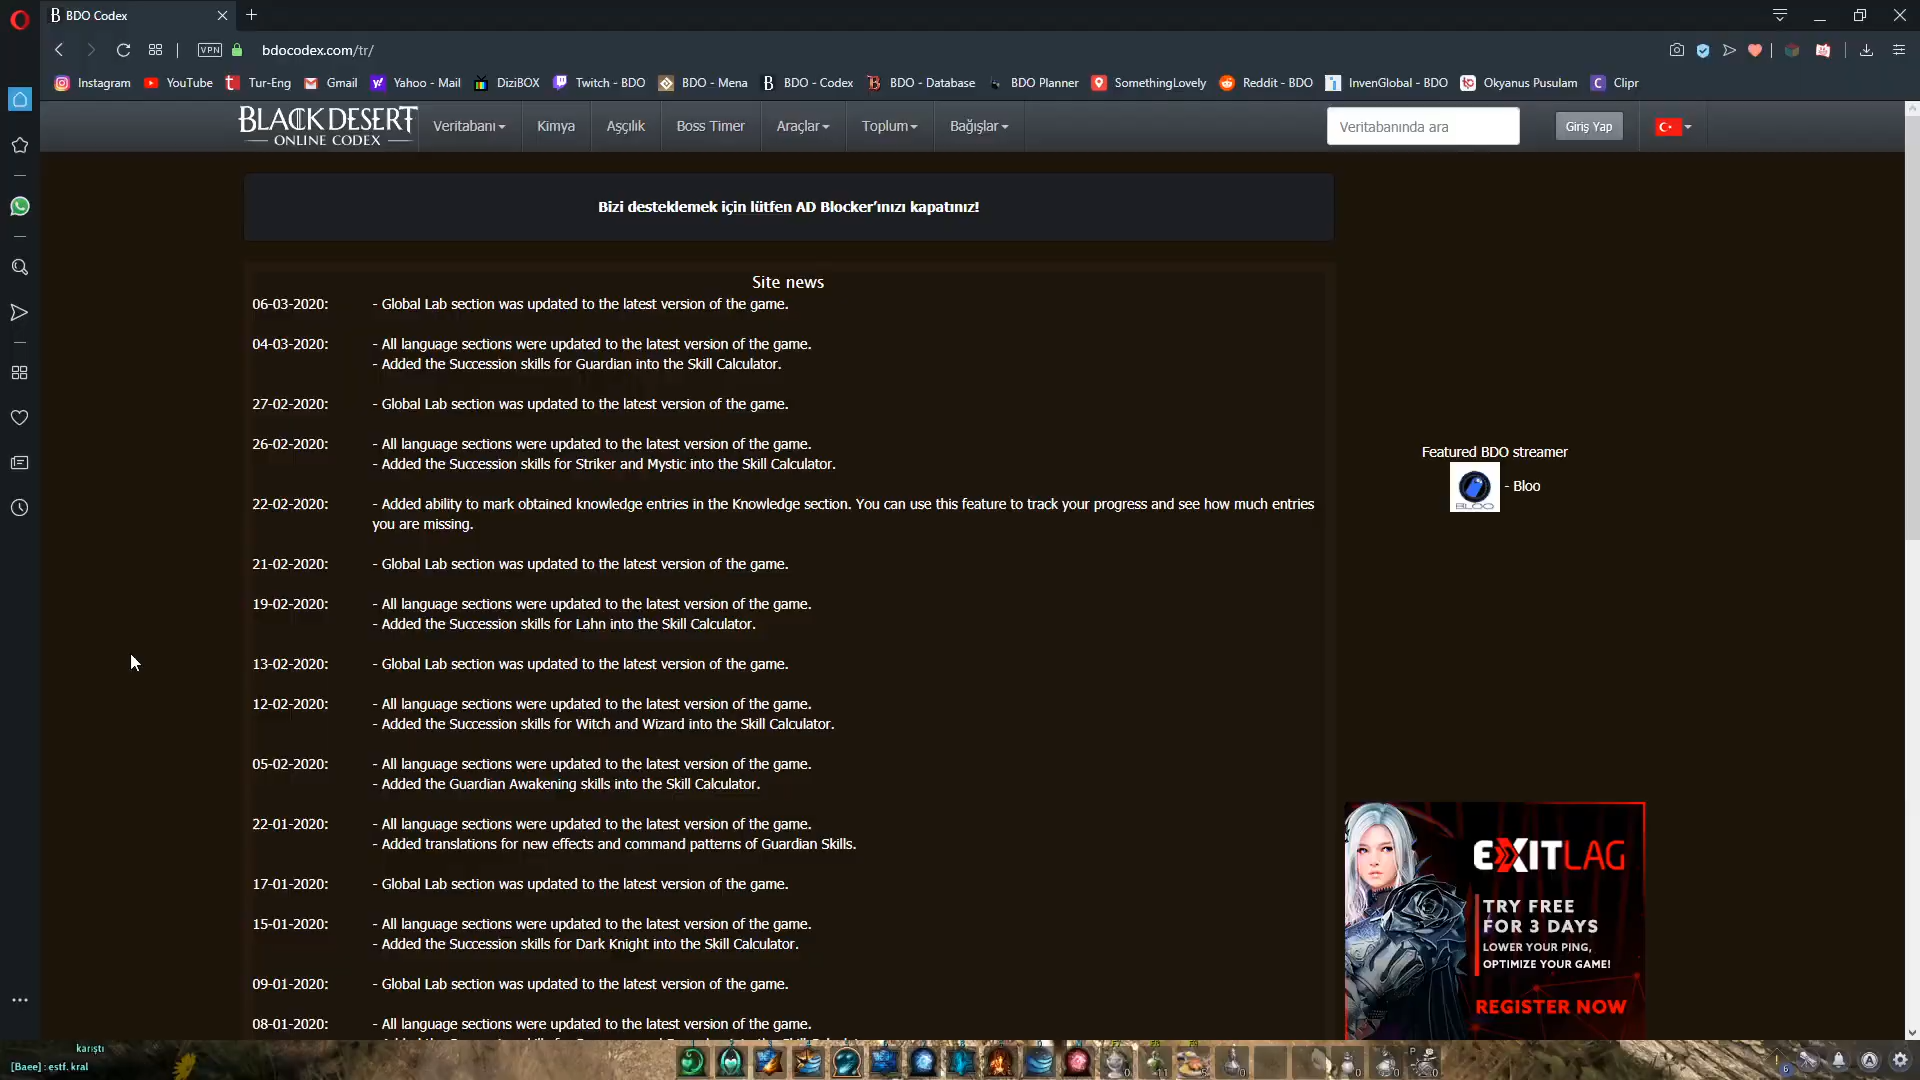 BDO Codex
VPN
bdocodex.com/tr/
Instagram YouTube Tur-Eng Gmail Yahoo - Mail DiziBOX Twitch - BDO BDO - Mena BDO - Codex BDO - Database BDO Planner SomethingLovely Reddit - BDO InvenGlobal - BDO Okyanus Pusulam Clipr
BLACK DESERT
ONLINE CODEX
Veritabanı Kimya Aşçılık Boss Timer Araçlar Toplum Bağışlar
Veritabanında ara
Giriş Yap
Bizi desteklemek için lütfen AD Blocker'ınızı kapatınız!
Site news
06-03-2020: - Global Lab section was updated to the latest version of the game.
04-03-2020: - All language sections were updated to the latest version of the game.
- Added the Succession skills for Guardian into the Skill Calculator.
27-02-2020: - Global Lab section was updated to the latest version of the game.
26-02-2020: - All language sections were updated to the latest version of the game.
- Added the Succession skills for Striker and Mystic into the Skill Calculator.
22-02-2020: - Added ability to mark obtained knowledge entries in the Knowledge section. You can use this feature to track your progress and see how much entries
you are missing.
21-02-2020: - Global Lab section was updated to the latest version of the game.
19-02-2020: - All language sections were updated to the latest version of the game.
- Added the Succession skills for Lahn into the Skill Calculator.
13-02-2020: - Global Lab section was updated to the latest version of the game.
12-02-2020: - All language sections were updated to the latest version of the game.
- Added the Succession skills for Witch and Wizard into the Skill Calculator.
05-02-2020: - All language sections were updated to the latest version of the game.
- Added the Guardian Awakening skills into the Skill Calculator.
22-01-2020: - All language sections were updated to the latest version of the game.
- Added translations for new effects and command patterns of Guardian Skills.
17-01-2020: - Global Lab section was updated to the latest version of the game.
15-01-2020: - All language sections were updated to the latest version of the game.
- Added the Succession skills for Dark Knight into the Skill Calculator.
09-01-2020: - Global Lab section was updated to the latest version of the game.
08-01-2020: - All language sections were updated to the latest version of the game.
Featured BDO streamer
BLOO
- Bloo
EXITLAG
TRY FREE
FOR 3 DAYS
LOWER YOUR PING,
OPTIMIZE YOUR GAME!
REGISTER NOW
karıştı
[Baee] : estf. kral